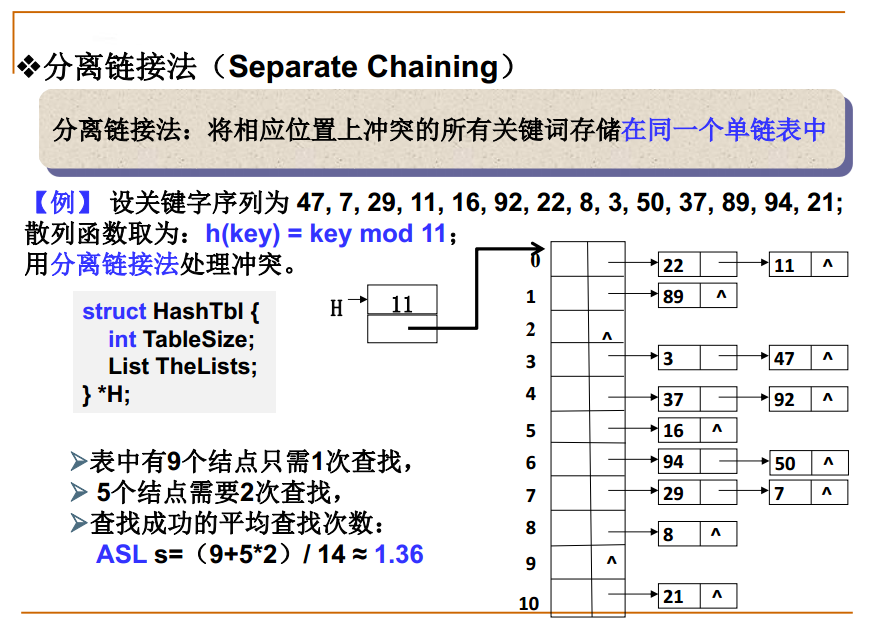 ❖分离链接法（Separate Chaining）
分离链接法：将相应位置上冲突的所有关键词存储在同一个单链表中
【例】 设关键字序列为 47, 7, 29, 11, 16, 92, 22, 8, 3, 50, 37, 89, 94, 21;
散列函数取为：h(key) = key mod 11；
用分离链接法处理冲突。
struct HashTbl {
int TableSize;
List TheLists;
} *H;
H 11
0 22 11 ^
1 89 ^
2 ^
3 3 47 ^
4 37 92 ^
5 16 ^
6 94 50 ^
7 29 7 ^
8 8 ^
9 ^
10 21 ^
➢表中有9个结点只需1次查找，
➢ 5个结点需要2次查找，
➢查找成功的平均查找次数：
ASL s=（9+5*2）/ 14 ≈ 1.36